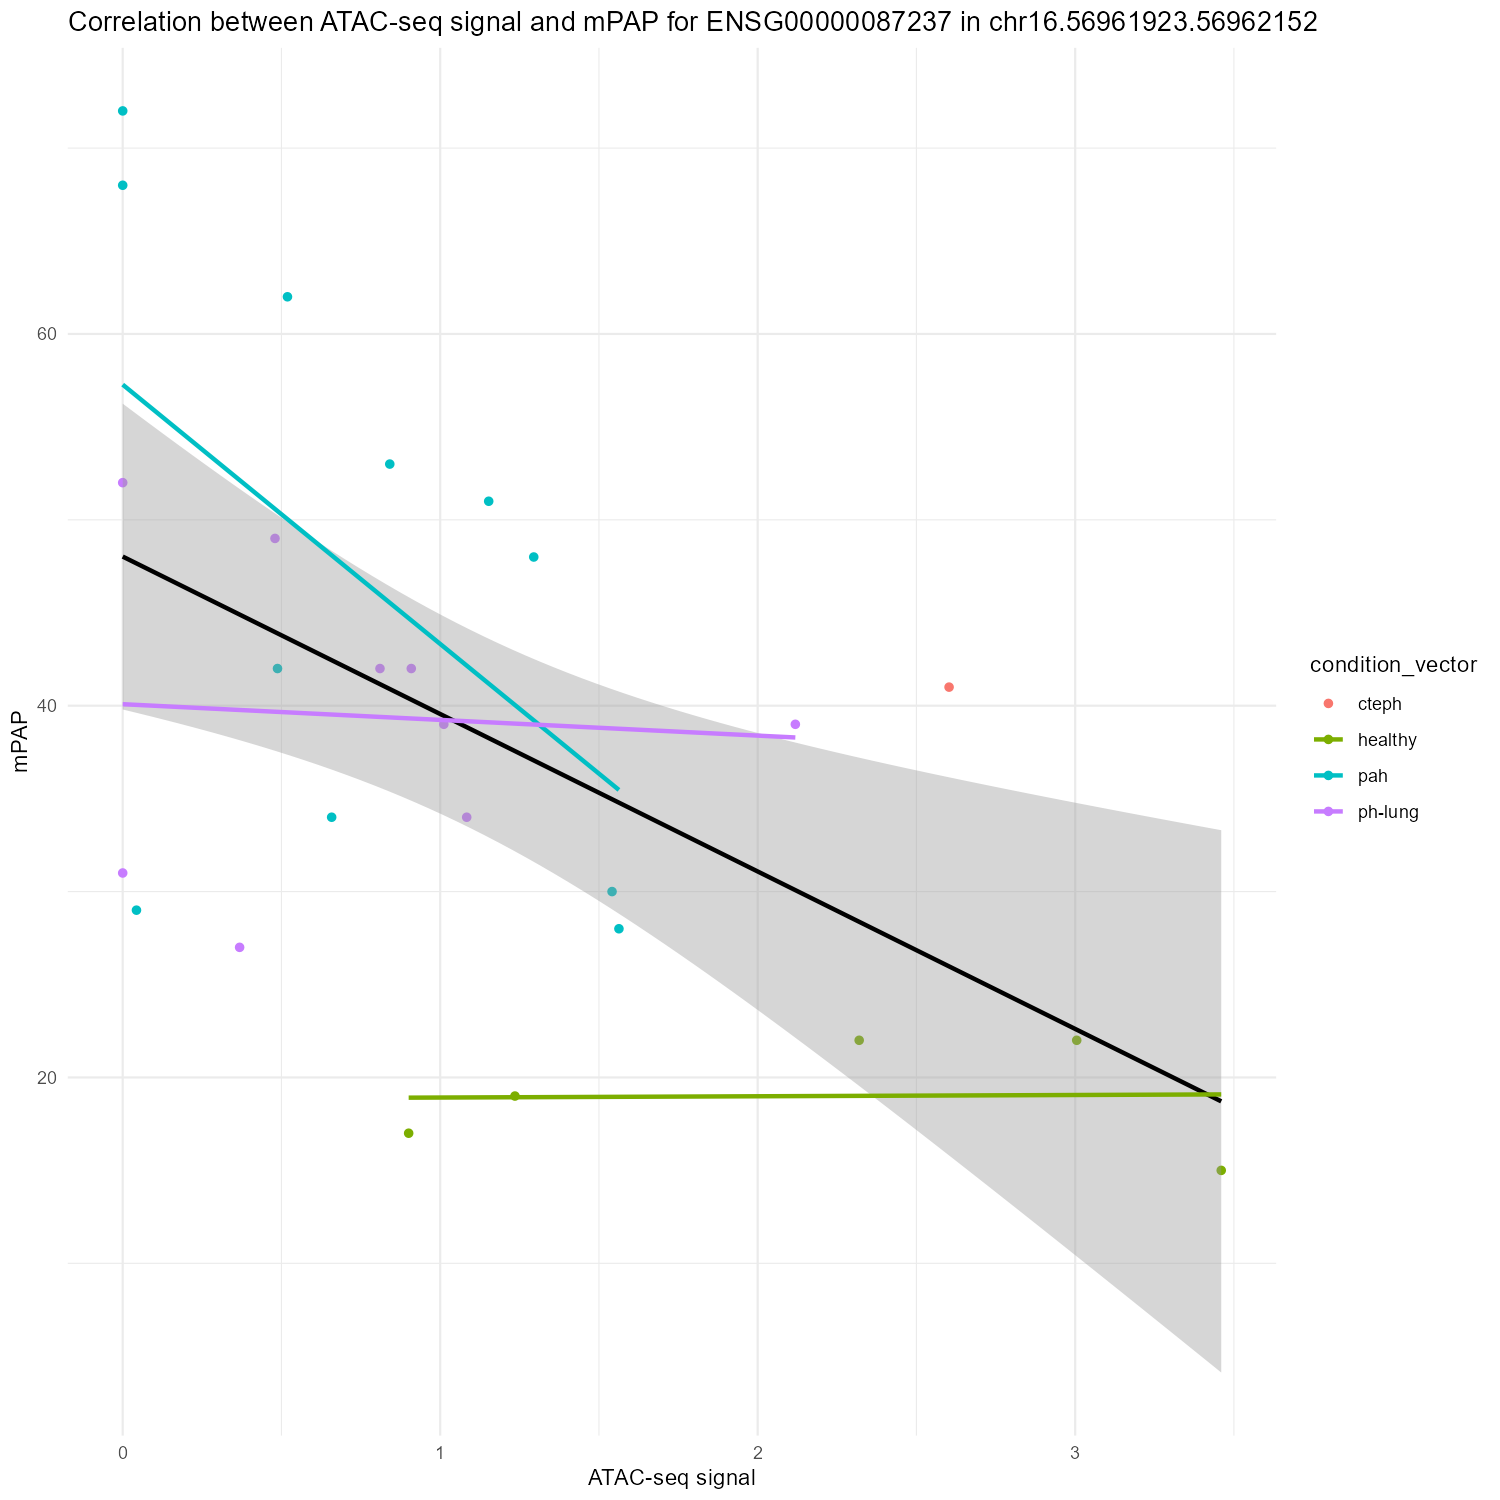 Correlation between ATAC-seq signal and mPAP for ENSG00000087237 in chr16.56961923.56962152
60
40
20
mPAP
0
1
2
3
ATAC-seq signal
condition_vector
cteph
healthy
pah
ph-lung